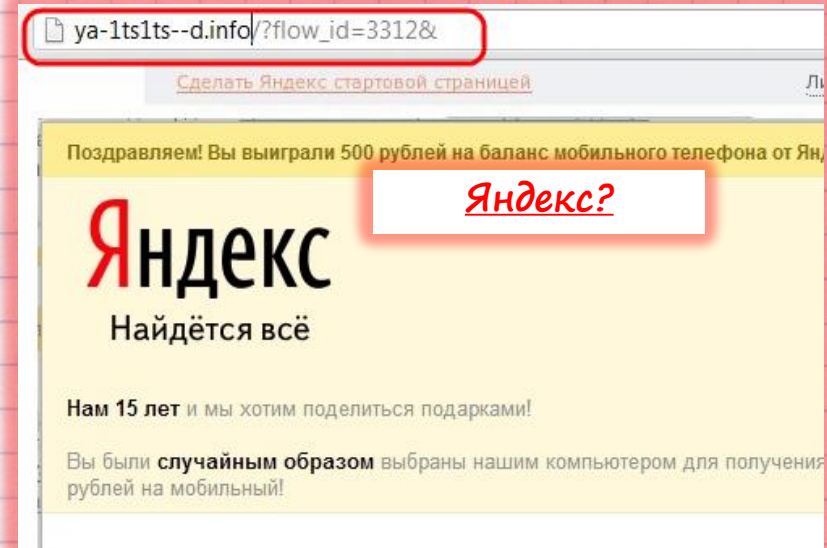 ya-1ts1ts--d.info/?flow_id=3312&
Сделать Яндекс стартовой страницей
Поздравляем! Вы выиграли 500 рублей на баланс мобильного телефона от
Яндекс?
Яндекс
Найдётся всё
Нам 15 лет и мы хотим поделиться подарками!
Вы были случайным образом выбраны нашим компьютером для получения
рублей на мобильный!